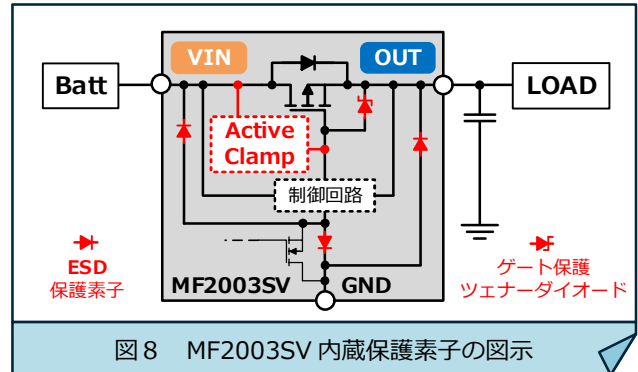 VIN
OUT
Batt
LOAD
Active
Clamp
制御回路
ESD
保護素子
MF2003SV
GND
ゲート保護
ツェナーダイオード
図8 MF2003SV 内蔵保護素子の図示